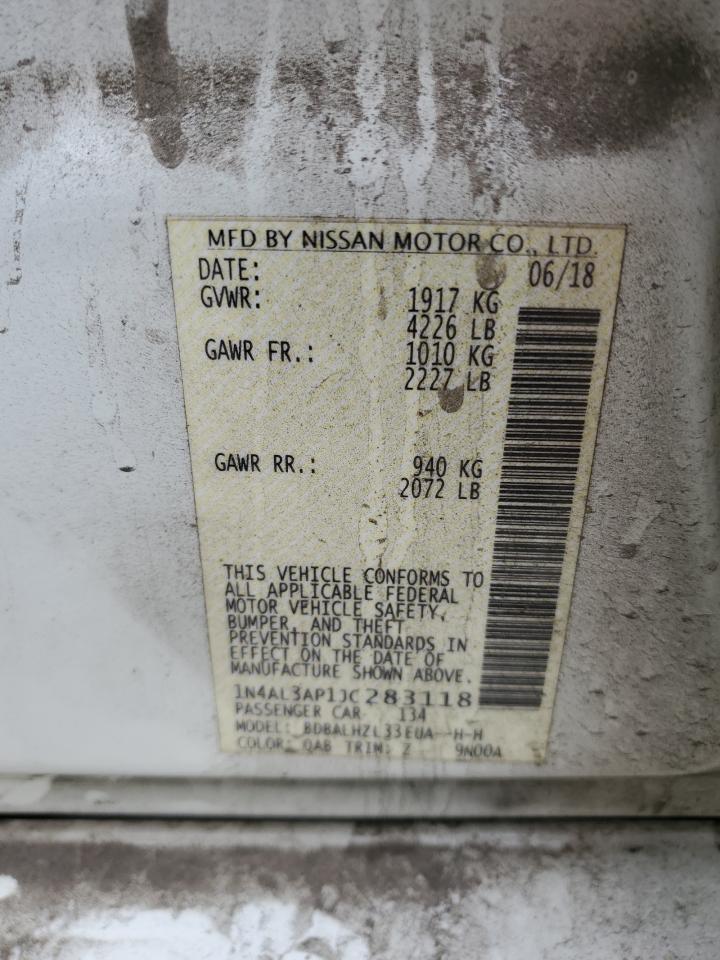 MFD BY NISSAN MOTOR CO., LTD.
DATE: 06/18
GVWR: 1917 KG
4226 LB
GAWR FR.: 1010 KG
2227 LB
GAWR RR.: 940 KG
2072 LB
THIS VEHICLE CONFORMS TO
ALL APPLICABLE FEDERAL
MOTOR VEHICLE SAFETY,
BUMPER, AND THEFT
PREVENTION STANDARDS IN
EFFECT ON THE DATE OF
MANUFACTURE SHOWN ABOVE.
1N4AL3AP1JC283118
PASSENGER CAR 134
MODEL: BDBALHZL33EUA--H-H
COLOR: QAB TRIM: Z 9N00A